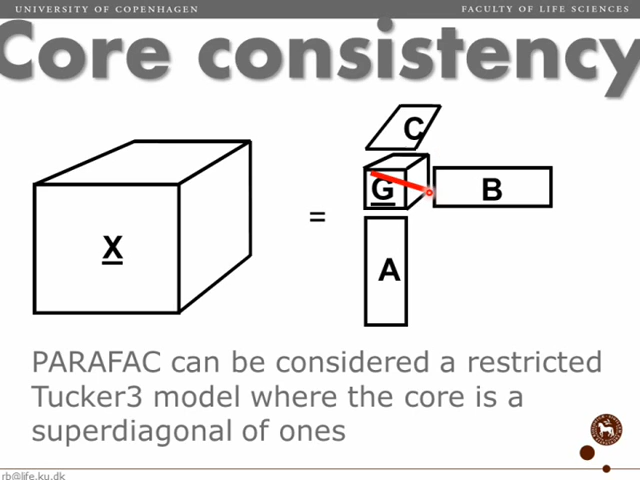 UNIVERSITY OF COPENHAGEN
FACULTY OF LIFE SCIENCES
Core consistency
C
G
B
X
=
A
PARAFAC can be considered a restricted
Tucker3 model where the core is a
superdiagonal of ones
rb@life.ku.dk